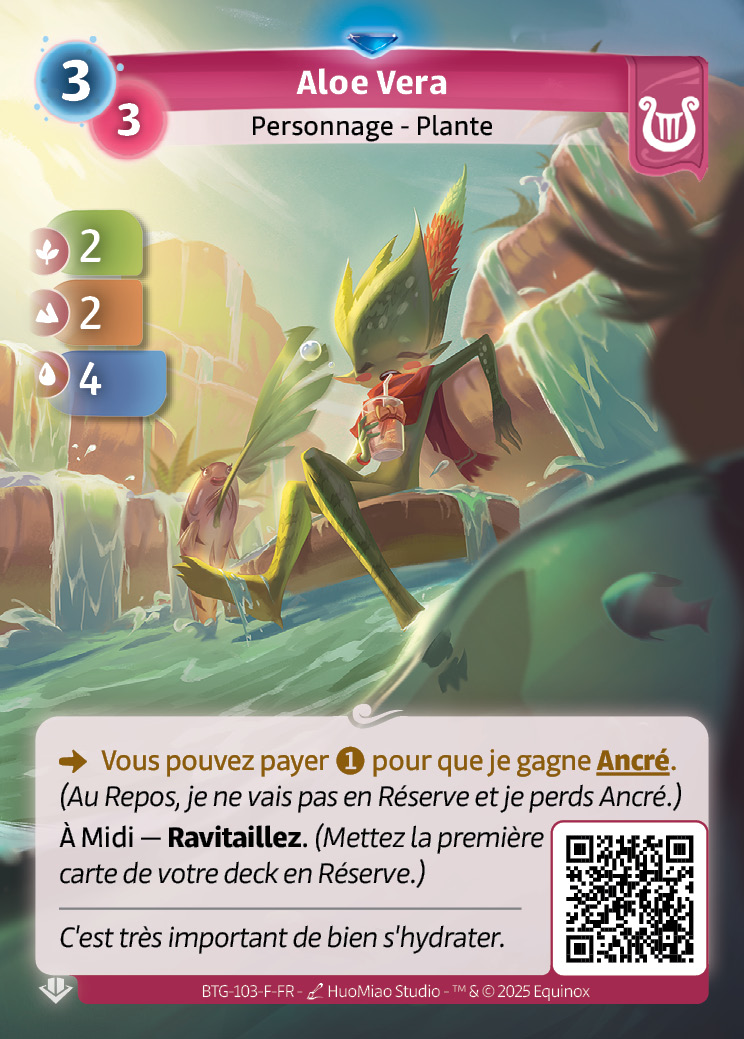 3
Aloe Vera
3
Personnage - Plante
2
2
4
Vous pouvez payer 1 pour que je gagne Ancré.
(Au Repos, je ne vais pas en Réserve et je perds Ancré.)
À Midi — Ravitaillez. (Mettez la première
carte de votre deck en Réserve.)
C'est très important de bien s'hydrater.
BTG-103-F-FR - HuoMiao Studio - ™ & © 2025 Equinox